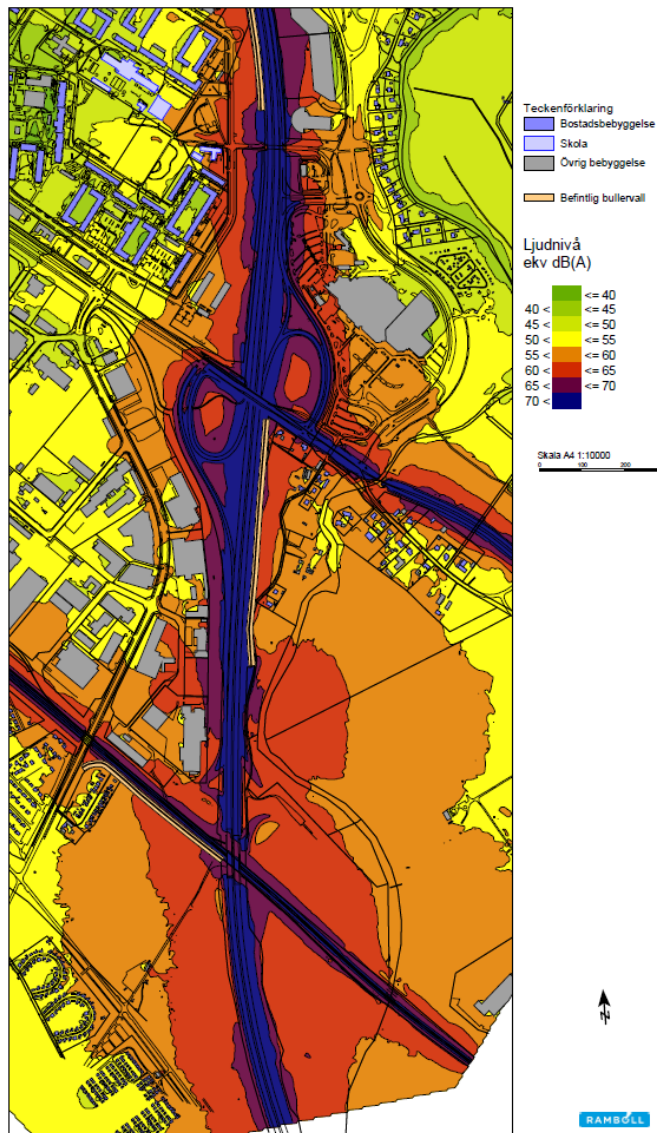 Teckenförklaring
Bostadsbebyggelse
Skola
Övrig bebyggelse
Befintlig bullervall
Ljudnivå
ekv dB(A)
<= 40
40 < <= 45
45 < <= 50
50 < <= 55
55 < <= 60
60 < <= 65
65 < <= 70
70 <
Skala A4 1:10000
0 100 200
N
RAMBÖLL